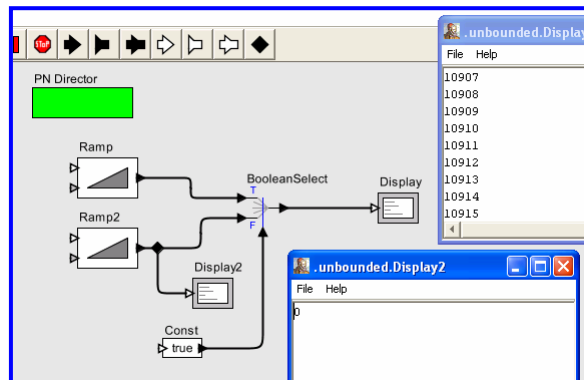 STOP
PN Director
Ramp
Ramp2
BooleanSelect
T
F
Display
Display2
Const
true
.unbounded.Display
File Help
10907
10908
10909
10910
10911
10912
10913
10914
10915
.unbounded.Display2
File Help
0